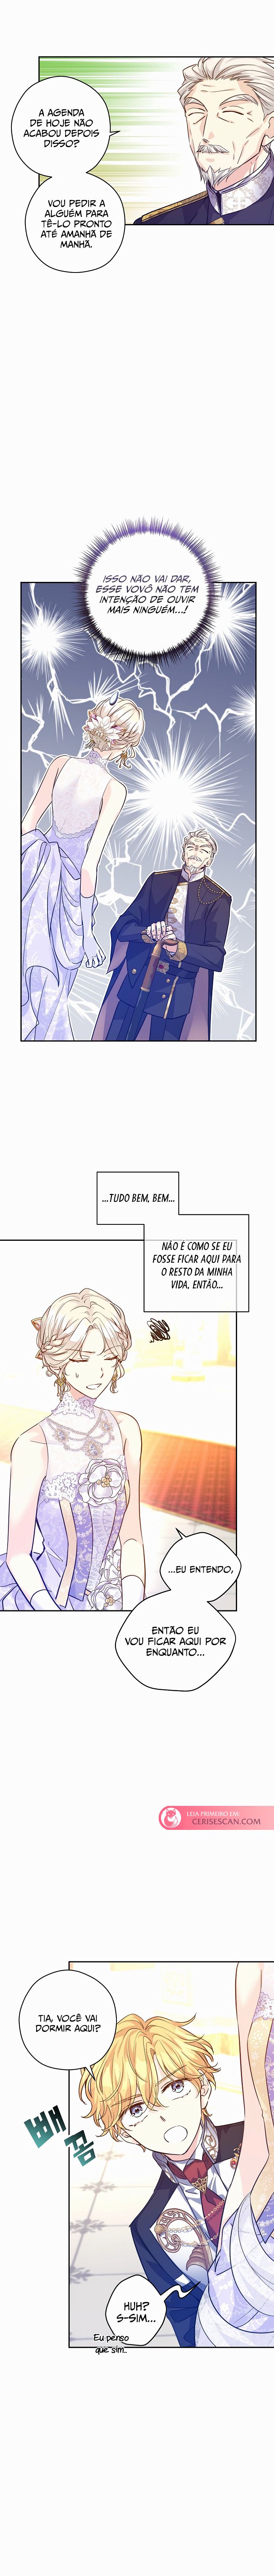 A AGENDA
DE HOJE NÃO
ACABOU DEPOIS
DISSO?
VOU PEDIR A
ALGUÉM PARA
TÊ-LO PRONTO
ATÉ AMANHÃ DE
MANHÃ.
ISSO NÃO VAI DAR,
ESSE VOVÔ NÃO TEM
INTENÇÃO DE OUVIR
MAIS NINGUÉM...!
...TUDO BEM, BEM...
NÃO É COMO SE EU
FOSSE FICAR AQUI PARA
O RESTO DA MINHA
VIDA, ENTÃO...
...EU ENTENDO,
ENTÃO EU
VOU FICAR AQUI POR
ENQUANTO...
LEIA PRIMEIRO EM
CERISESCAN.COM
TIA, VOCÊ VAI
DORMIR AQUI?
빼꼼
HUH?
S-SIM...
Eu penso
que sim..